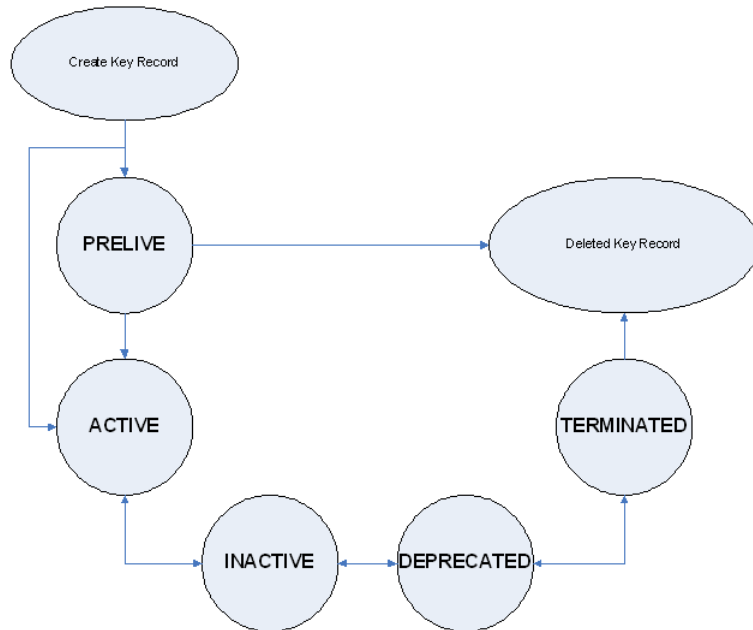 Create Key Record
PRELIVE
Deleted Key Record
ACTIVE
TERMINATED
INACTIVE
DEPRECATED